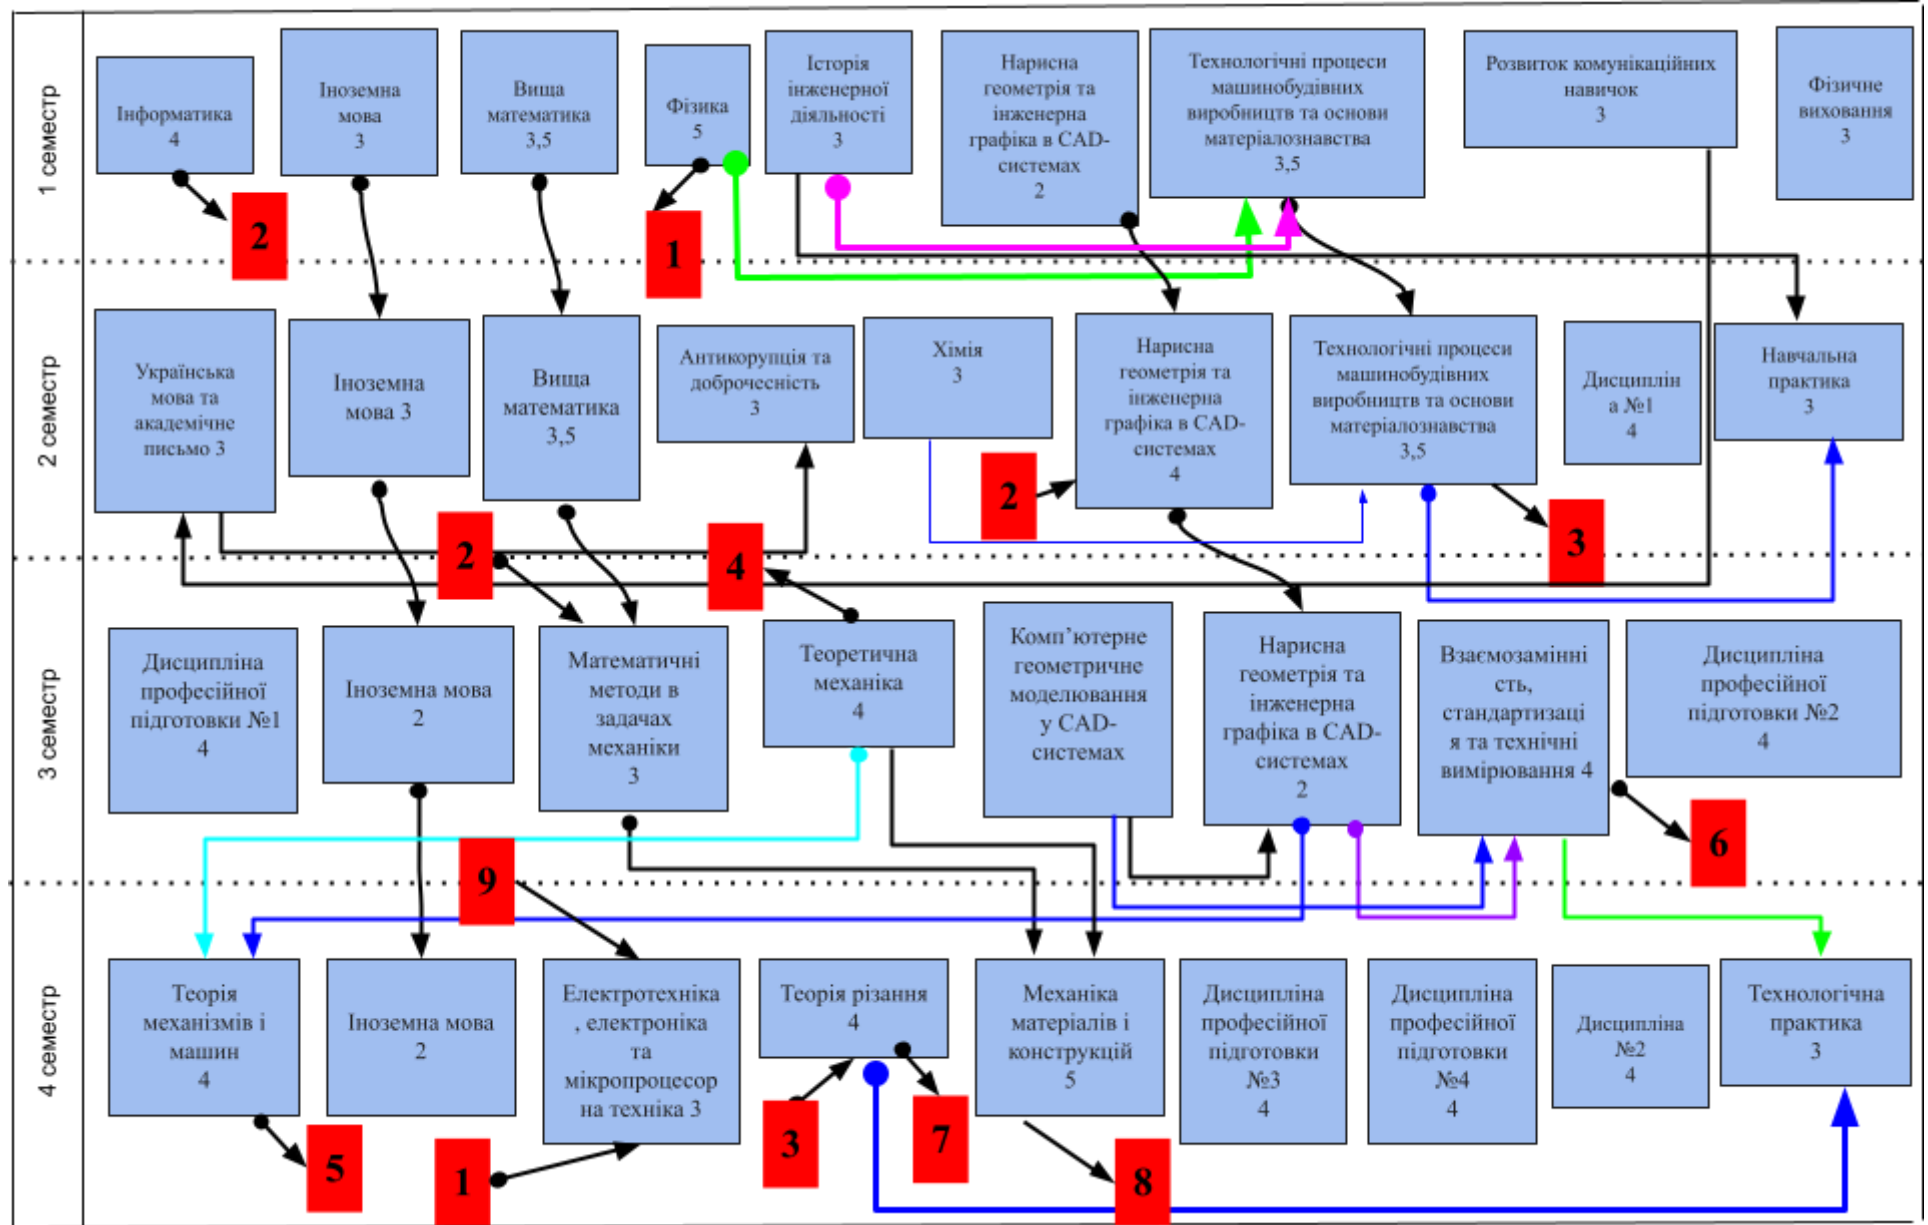 1 семестр
Інформатика
4
Іноземна
мова
3
Вища
математика
3,5
Фізика
5
Історія
інженерної
діяльності
3
Нарисна
геометрія та
інженерна
графіка в CAD-
системах
2
Технологічні процеси
машинобудівних
виробництв та основи
матеріалознавства
3,5
Розвиток комунікаційних
навичок
3
Фізичне
виховання
3
2
1
2 семестр
Українська
мова та
академічне
письмо 3
Іноземна
мова 3
Вища
математика
3,5
Антикорупція та
доброчесність
3
Хімія
3
Нарисна
геометрія та
інженерна
графіка в CAD-
системах
4
Технологічні процеси
машинобудівних
виробництв та основи
матеріалознавства
3,5
Дисциплін
а №1
4
Навчальна
практика
3
2
4
2
3
3 семестр
Дисципліна
професійної
підготовки №1
4
Іноземна мова
2
Математичні
методи в
задачах
механіки
3
Теоретична
механіка
4
Комп’ютерне
геометричне
моделювання
у CAD-
системах
Нарисна
геометрія та
інженерна
графіка в CAD-
системах
2
Взаємозамінні
сть,
стандартизаці
я та технічні
вимірювання 4
Дисципліна
професійної
підготовки №2
4
9
6
4 семестр
Теорія
механізмів і
машин
4
Іноземна мова
2
Електротехніка
, електроніка
та
мікропроцесор
на техніка 3
Теорія різання
4
Механіка
матеріалів і
конструкцій
5
Дисципліна
професійної
підготовки
№3
4
Дисципліна
професійної
підготовки
№4
4
Дисципліна
№2
4
Технологічна
практика
3
5
1
3
7
8